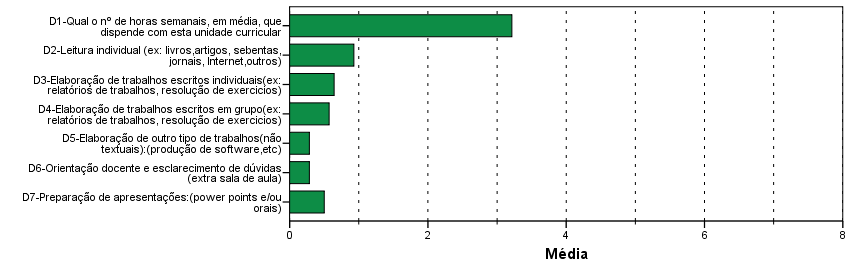 D1-Qual o nº de horas semanais, em média, que
dispende com esta unidade curricular
D2-Leitura individual (ex: livros,artigos, sebentas,
jornais, Internet,outros)
D3-Elaboração de trabalhos escritos individuais(ex:
relatórios de trabalhos, resolução de exercicios)
D4-Elaboração de trabalhos escritos em grupo(ex:
relatórios de trabalhos, resolução de exercicios)
D5-Elaboração de outro tipo de trabalhos(não
textuais):(produção de software,etc)
D6-Orientação docente e esclarecimento de dúvidas
(extra sala de aula)
D7-Preparação de apresentações:(power points e/ou
orais)
0 2 4 6 8
Média